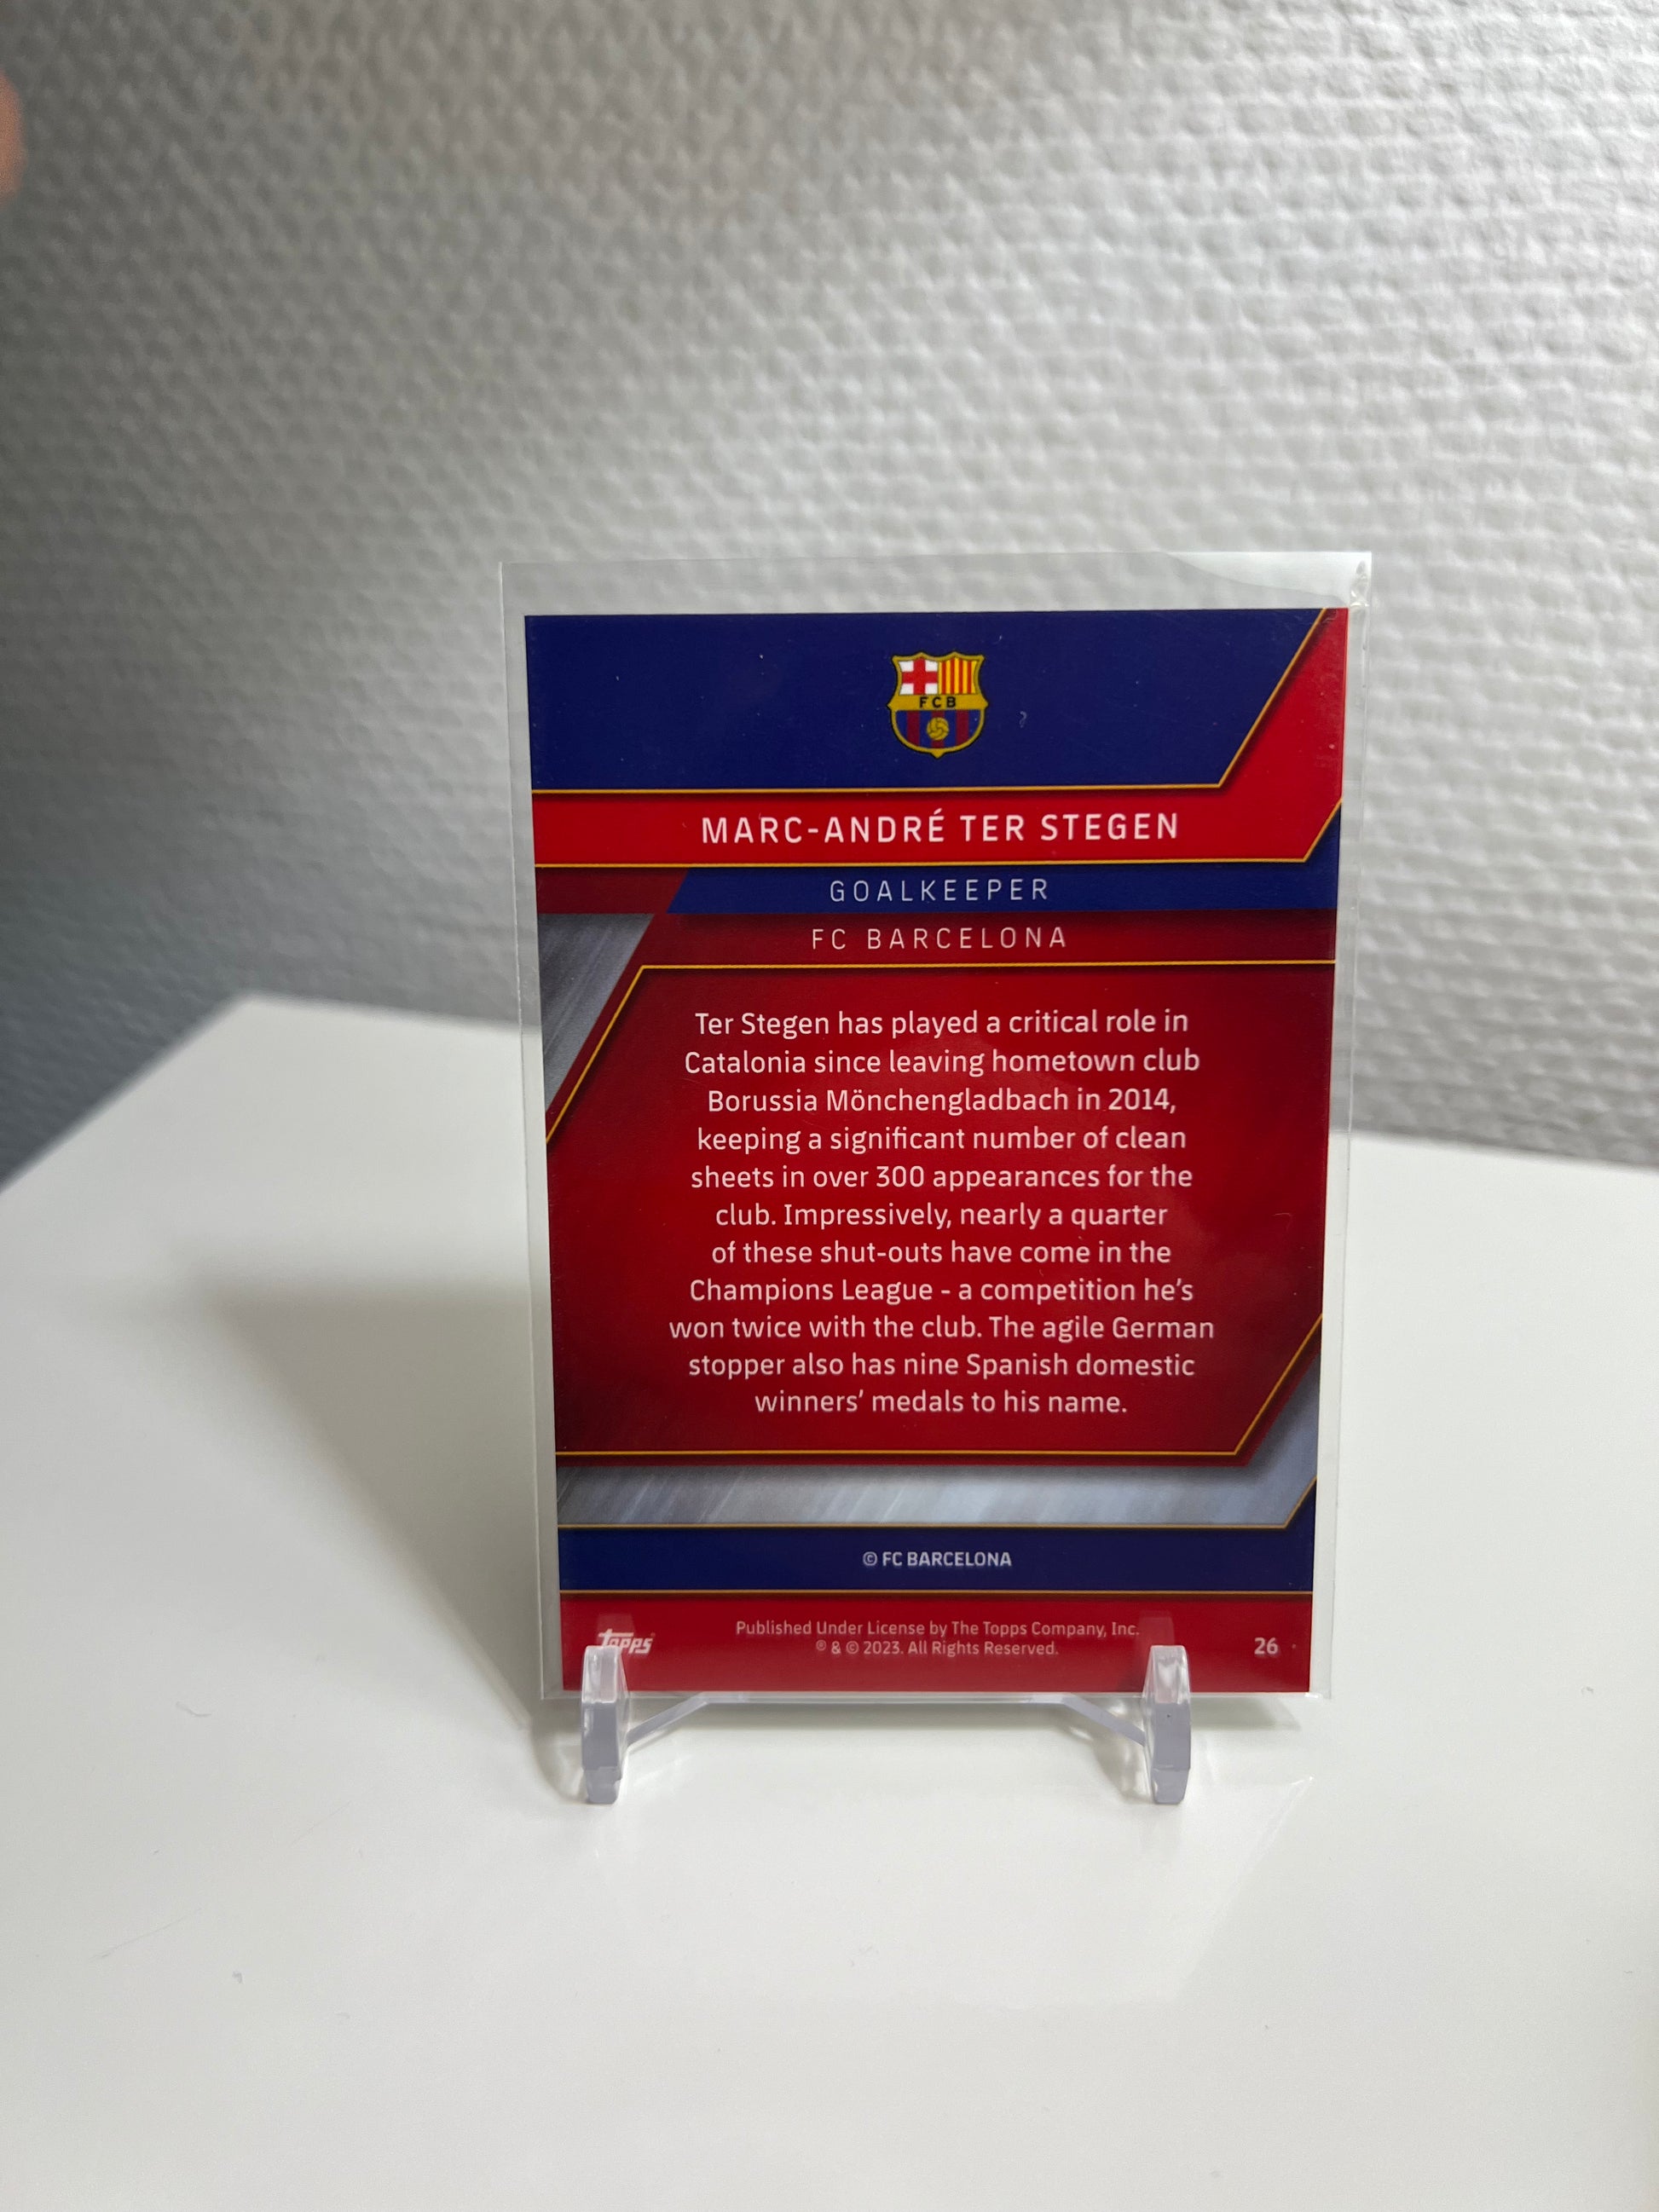 FCB
MARC-ANDRÉ TER STEGEN
GOALKEEPER
FC BARCELONA
Ter Stegen has played a critical role in
Catalonia since leaving hometown club
Borussia Mönchengladbach in 2014,
keeping a significant number of clean
sheets in over 300 appearances for the
club. Impressively, nearly a quarter
of these shut-outs have come in the
Champions League - a competition he's
won twice with the club. The agile German
stopper also has nine Spanish domestic
winners' medals to his name.
© FC BARCELONA
Topps
Published Under License by The Topps Company, Inc.
® & © 2023. All Rights Reserved.
26